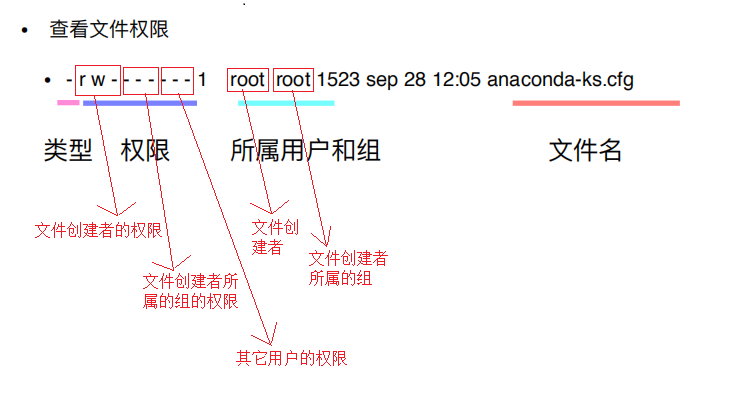 • 查看文件权限
• - r w - - - - - - - 1 root root 1523 sep 28 12:05 anaconda-ks.cfg
类型 权限 所属用户和组 文件名
文件创建者的权限
文件创
建者
文件创建者
所属的组
文件创建者所
属的组的权限
其它用户的权限